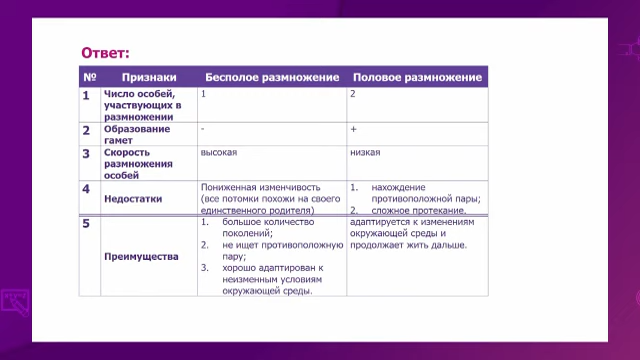 Ответ:
№ Признаки Бесполое размножение Половое размножение
1 Число особей, участвующих в размножении 1 2
2 Образование гамет - +
3 Скорость размножения особей высокая низкая
4 Недостатки
Пониженная изменчивость
(все потомки похожи на своего
единственного родителя)
1. нахождение
противоположной пары;
2. сложное протекание.
5 Преимущества
1. большое количество
поколений;
2. не ищет противоположную
пару;
3. хорошо адаптирован к
неизменным условиям
окружающей среды.
адаптируется к изменениям
окружающей среды и
продолжает жить дальше.